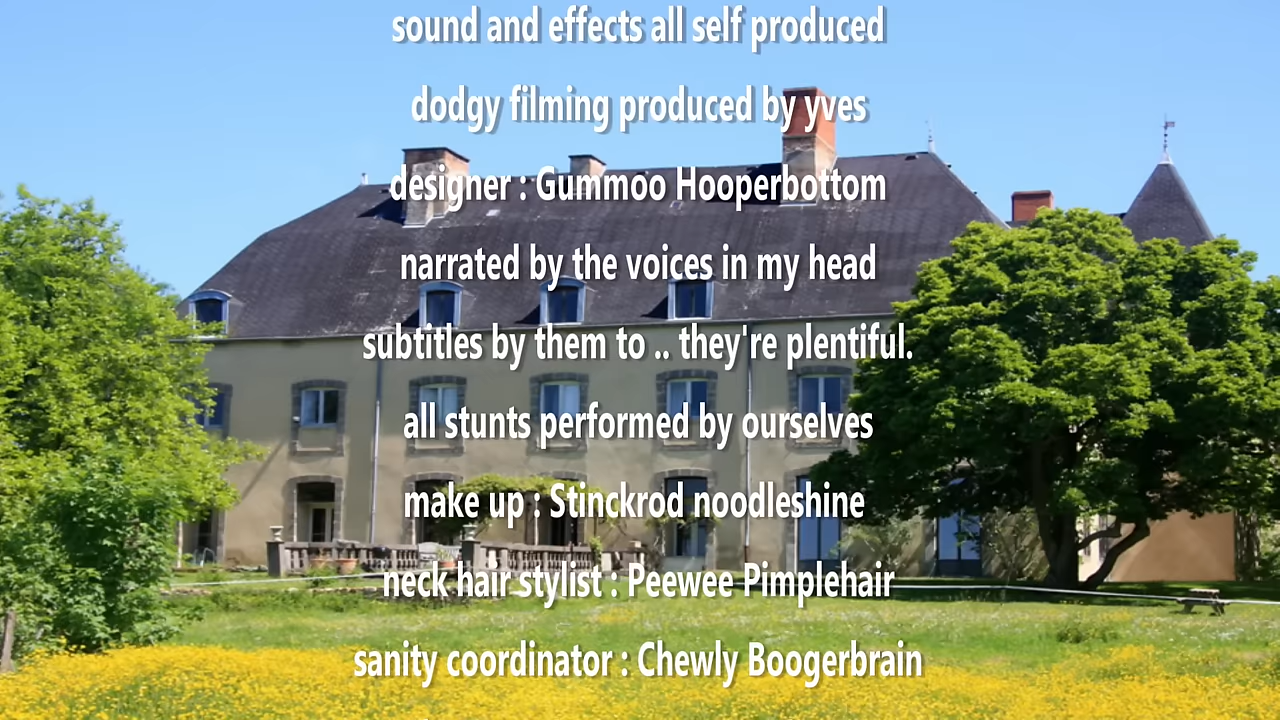 sound and effects all self produced
dodgy filming produced by yves
designer : Gummoo Hooperbottom
narrated by the voices in my head
subtitles by them to .. they're plentiful.
all stunts performed by ourselves
make up : Stinckrod noodleshine
neck hair stylist : Peewee Pimplehair
sanity coordinator : Chewly Boogerbrain